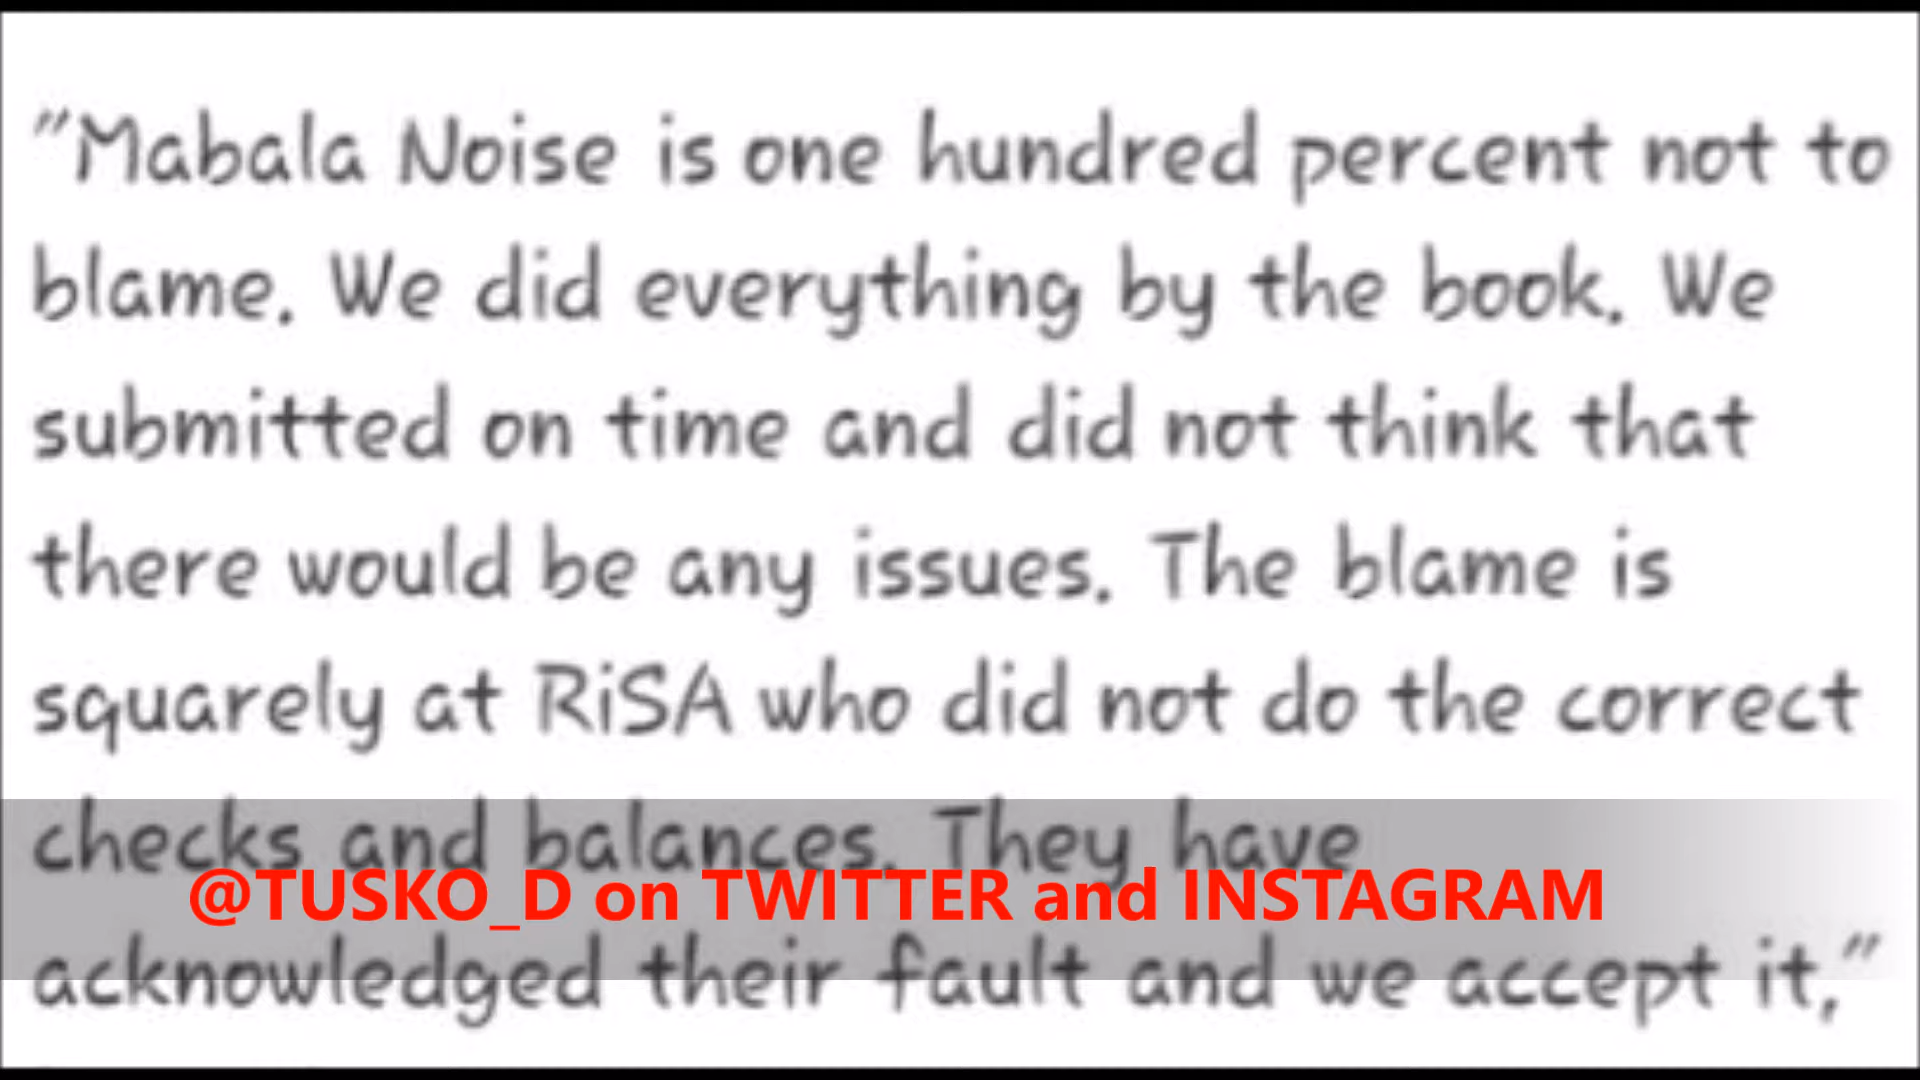 "Mabala Noise is one hundred percent not to
blame. We did everything by the book. We
submitted on time and did not think that
there would be any issues. The blame is
squarely at RiSA who did not do the correct
checks and balances. They have
@TUSKO_D on TWITTER and INSTAGRAM
acknowledged their fault and we accept it,"